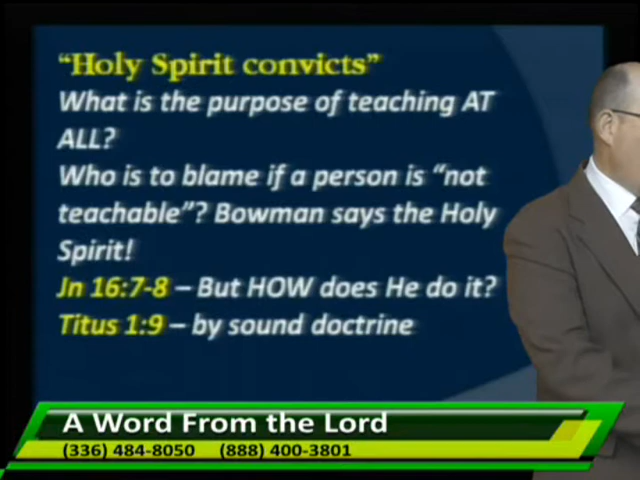 “Holy Spirit convicts”
What is the purpose of teaching AT
ALL?
Who is to blame if a person is “not
teachable”? Bowman says the Holy
Spirit!
Jn 16:7-8 – But HOW does He do it?
Titus 1:9 – by sound doctrine
A Word From the Lord
(336) 484-8050 (888) 400-3801